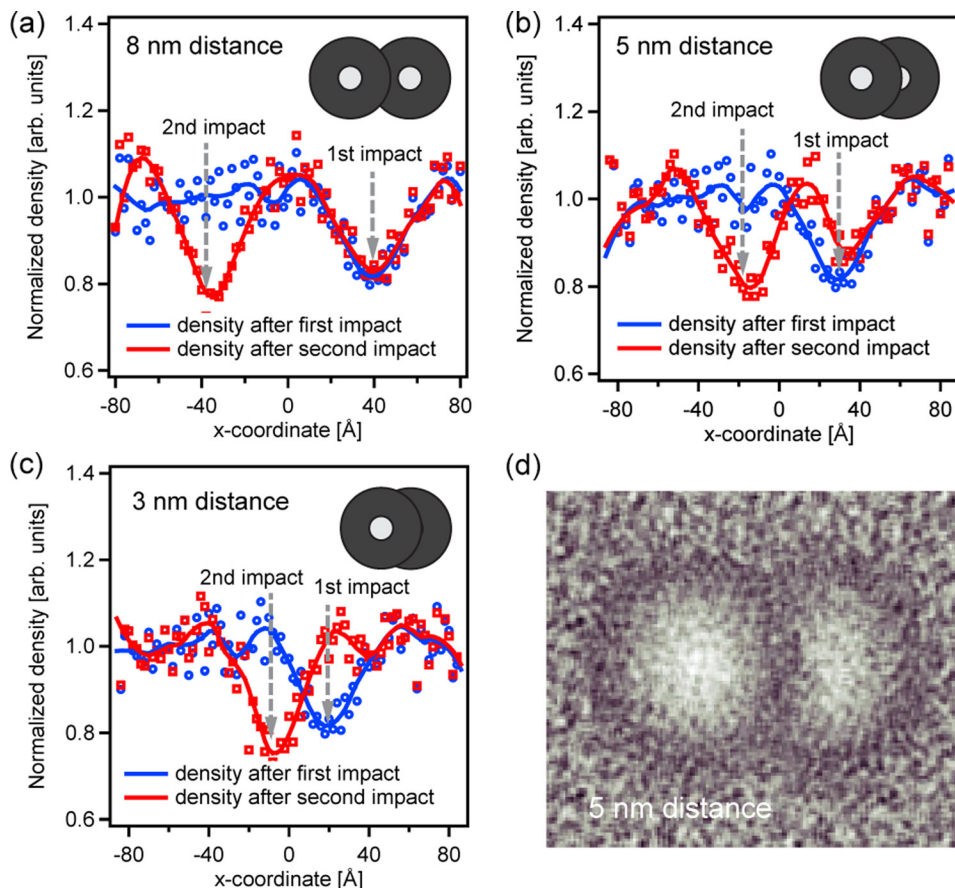 (a)
8 nm distance
2nd impact
1st impact
density after first impact
density after second impact
Normalized density [arb. units]
1.4
1.2
1.0
0.8
0.6
-80 -40 0 40 80
x-coordinate [Å]
(b)
5 nm distance
2nd impact
1st impact
density after first impact
density after second impact
Normalized density [arb. units]
1.4
1.2
1.0
0.8
0.6
-80 -40 0 40 80
x-coordinate [Å]
(c)
3 nm distance
2nd impact
1st impact
density after first impact
density after second impact
Normalized density [arb. units]
1.4
1.2
1.0
0.8
0.6
-80 -40 0 40 80
x-coordinate [Å]
(d)
5 nm distance